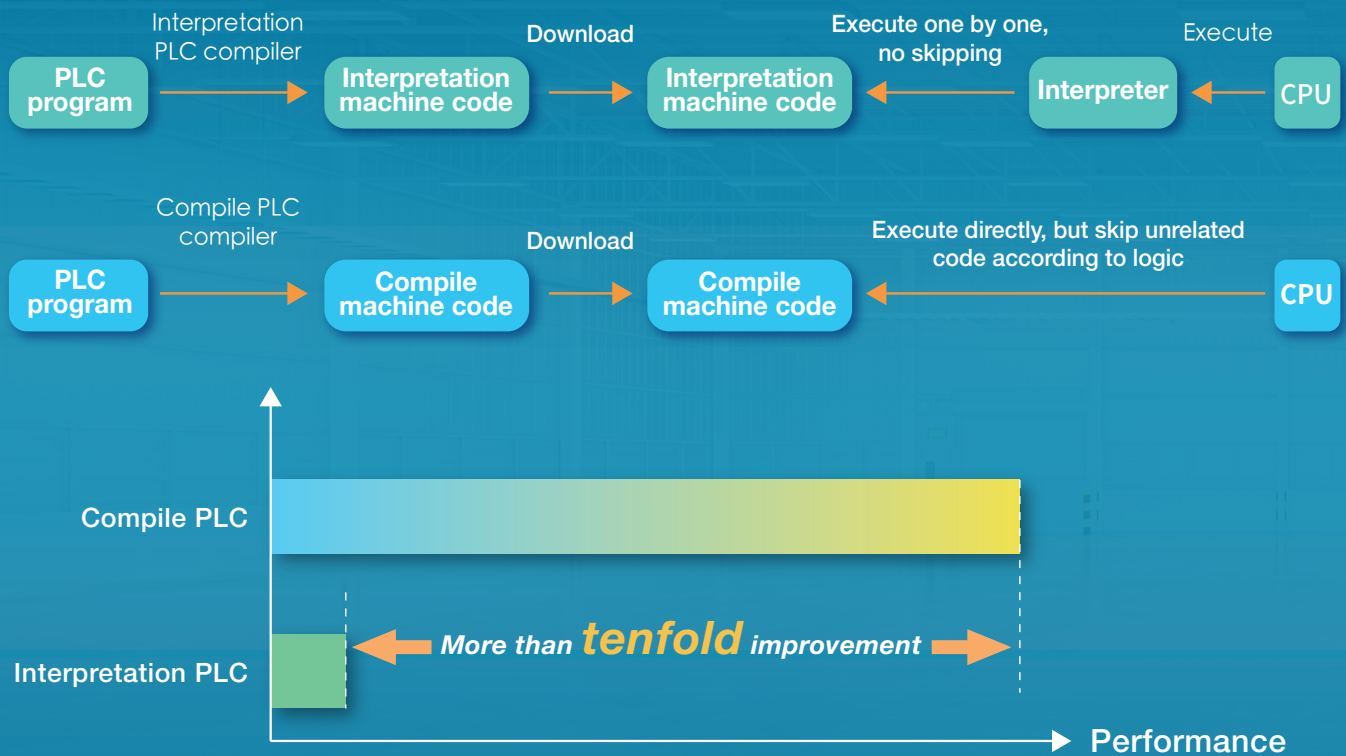 Interpretation
PLC compiler
Download
Execute one by one,
no skipping
Execute
PLC
program
Interpretation
machine code
Interpretation
machine code
Interpreter
CPU
Compile PLC
compiler
Download
Execute directly, but skip unrelated
code according to logic
PLC
program
Compile
machine code
Compile
machine code
CPU
Compile PLC
More than tenfold improvement
Interpretation PLC
Performance